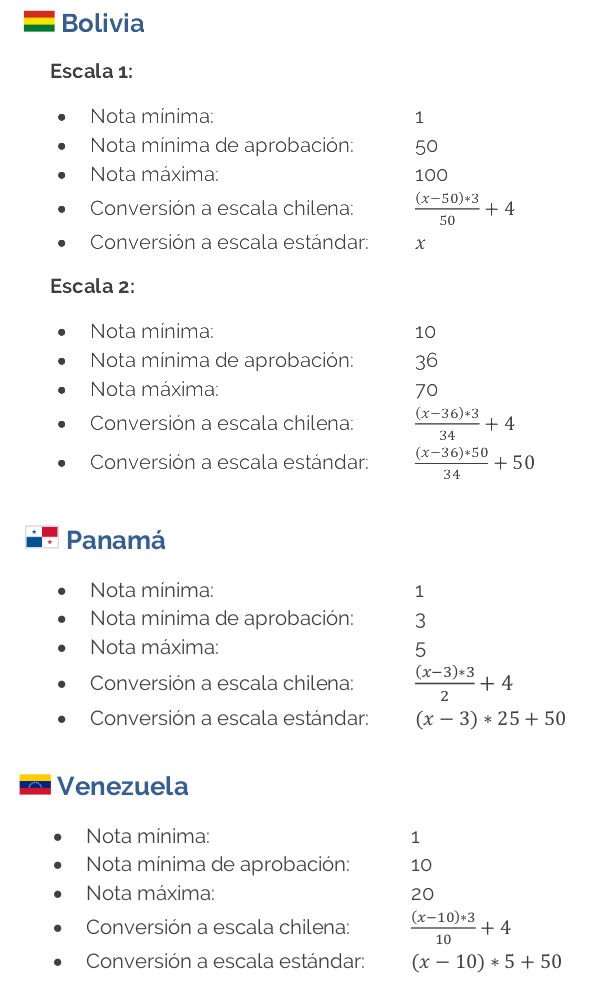 Bolivia
Escala 1:
• Nota mínima: 1
• Nota mínima de aprobación: 50
• Nota máxima: 100
• Conversión a escala chilena: (x−50)*3/50 + 4
• Conversión a escala estándar: x
Escala 2:
• Nota mínima: 10
• Nota mínima de aprobación: 36
• Nota máxima: 70
• Conversión a escala chilena: (x−36)*3/34 + 4
• Conversión a escala estándar: (x−36)*50/34 + 50
Panamá
• Nota mínima: 1
• Nota mínima de aprobación: 3
• Nota máxima: 5
• Conversión a escala chilena: (x−3)*3/2 + 4
• Conversión a escala estándar: (x − 3) * 25 + 50
Venezuela
• Nota mínima: 1
• Nota mínima de aprobación: 10
• Nota máxima: 20
• Conversión a escala chilena: (x−10)*3/10 + 4
• Conversión a escala estándar: (x − 10) * 5 + 50